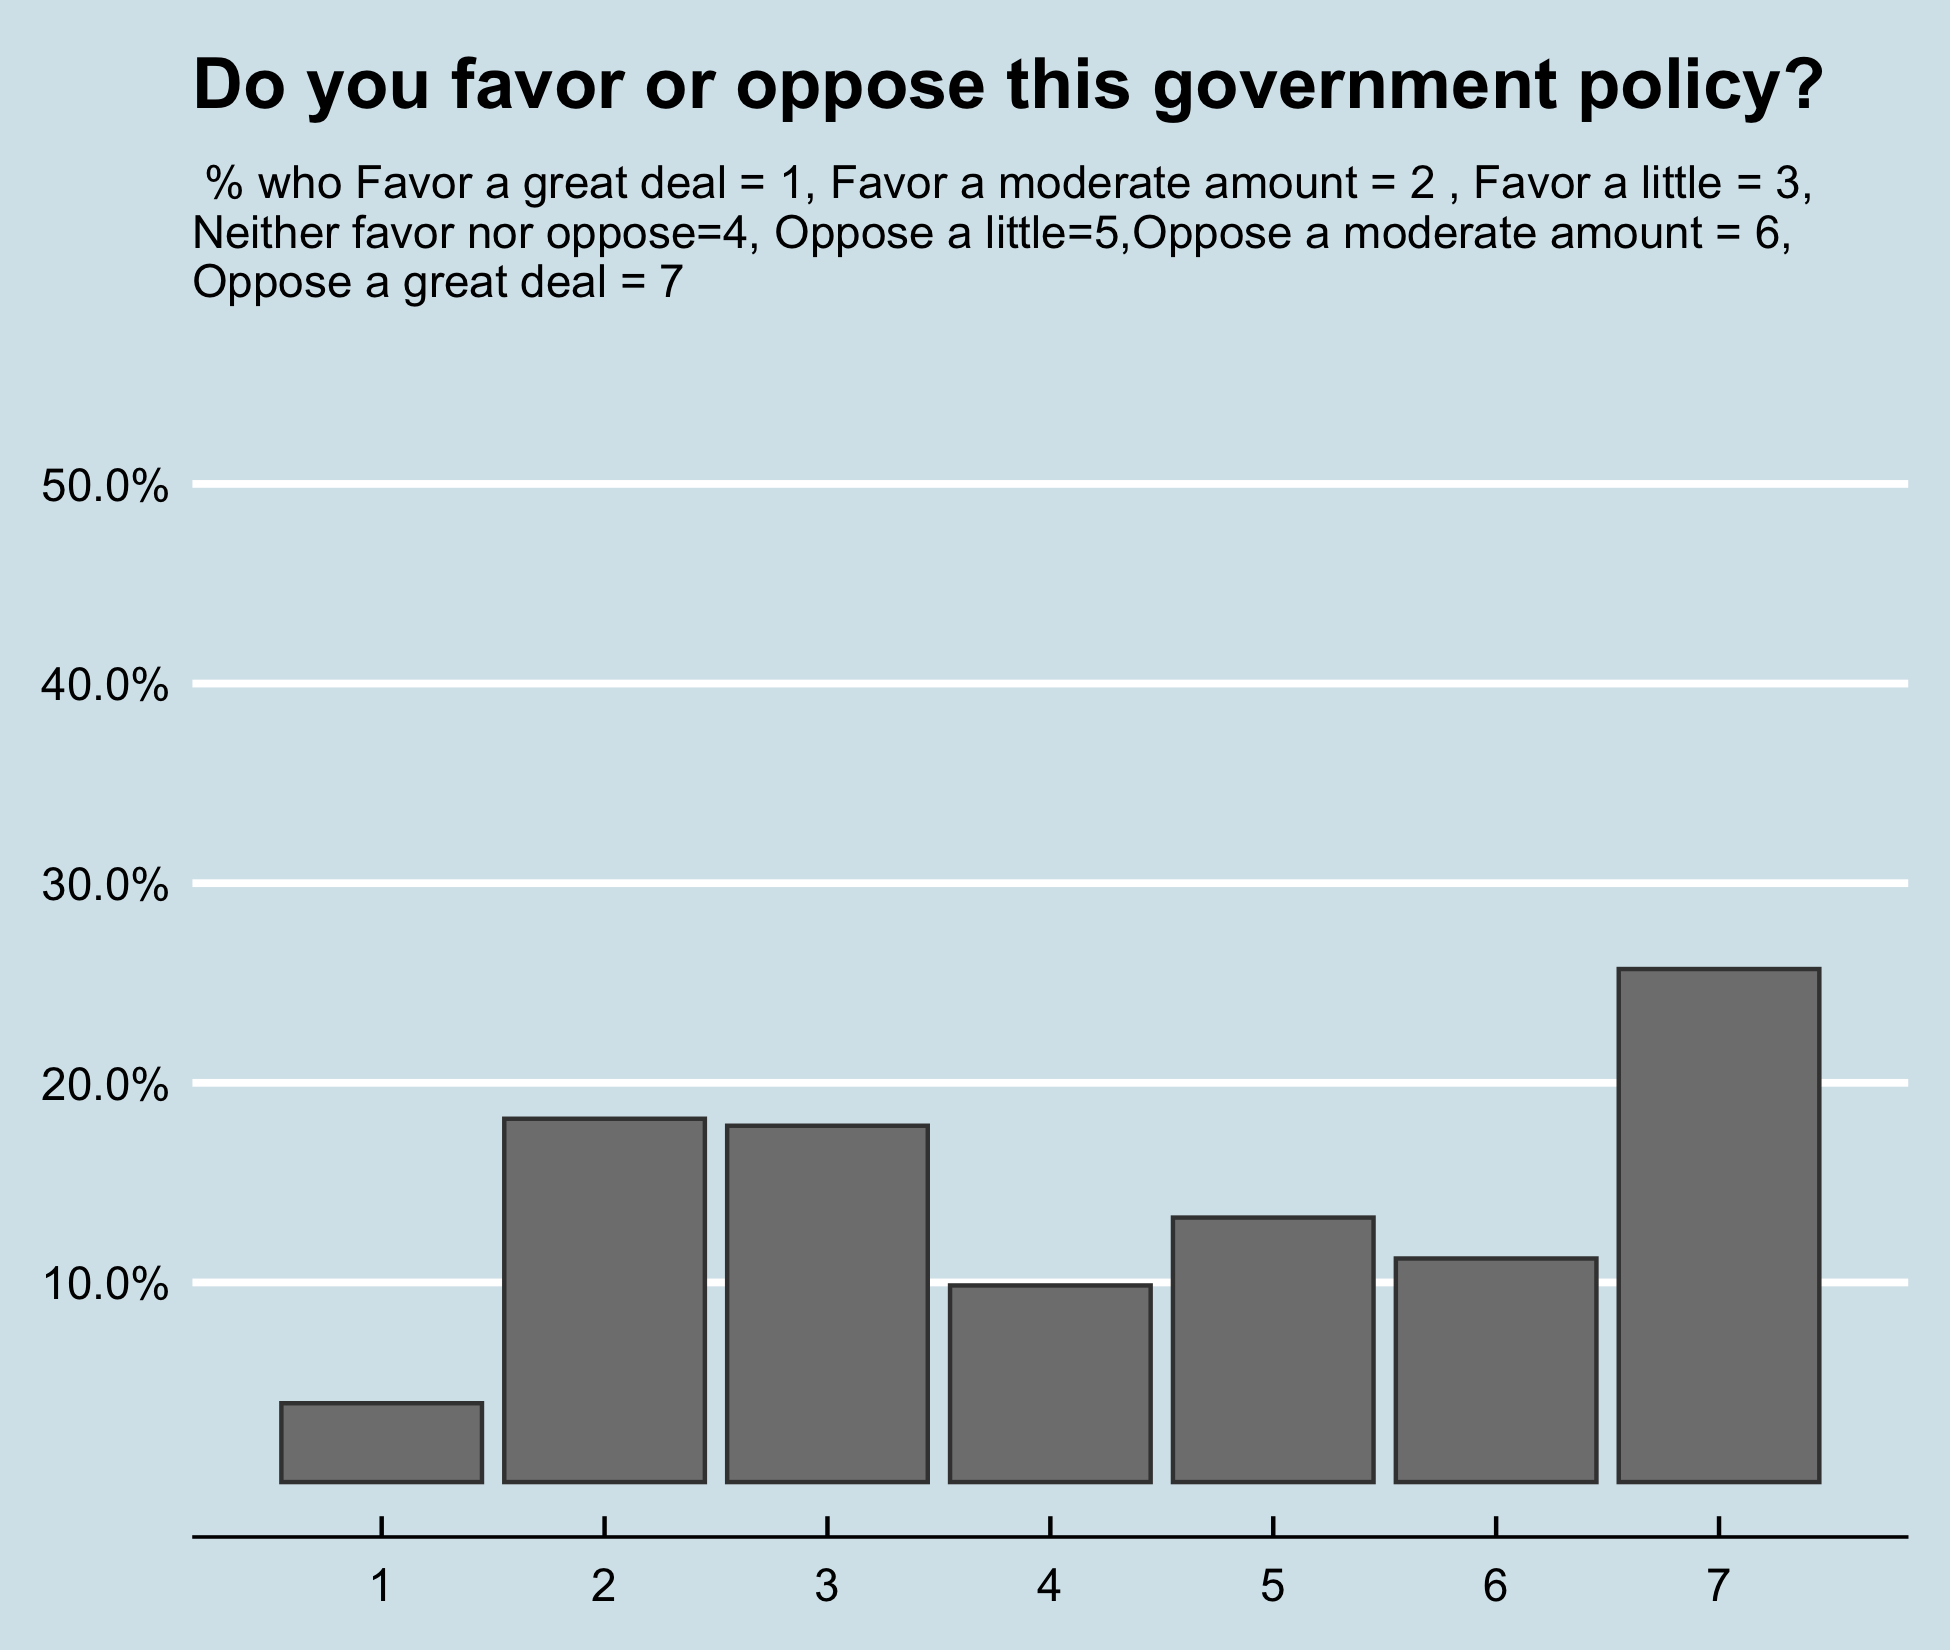 Do you favor or oppose this government policy?
% who Favor a great deal = 1, Favor a moderate amount = 2 , Favor a little = 3,
Neither favor nor oppose=4, Oppose a little=5,Oppose a moderate amount = 6,
Oppose a great deal = 7
50.0%
40.0%
30.0%
20.0%
10.0%
1 2 3 4 5 6 7